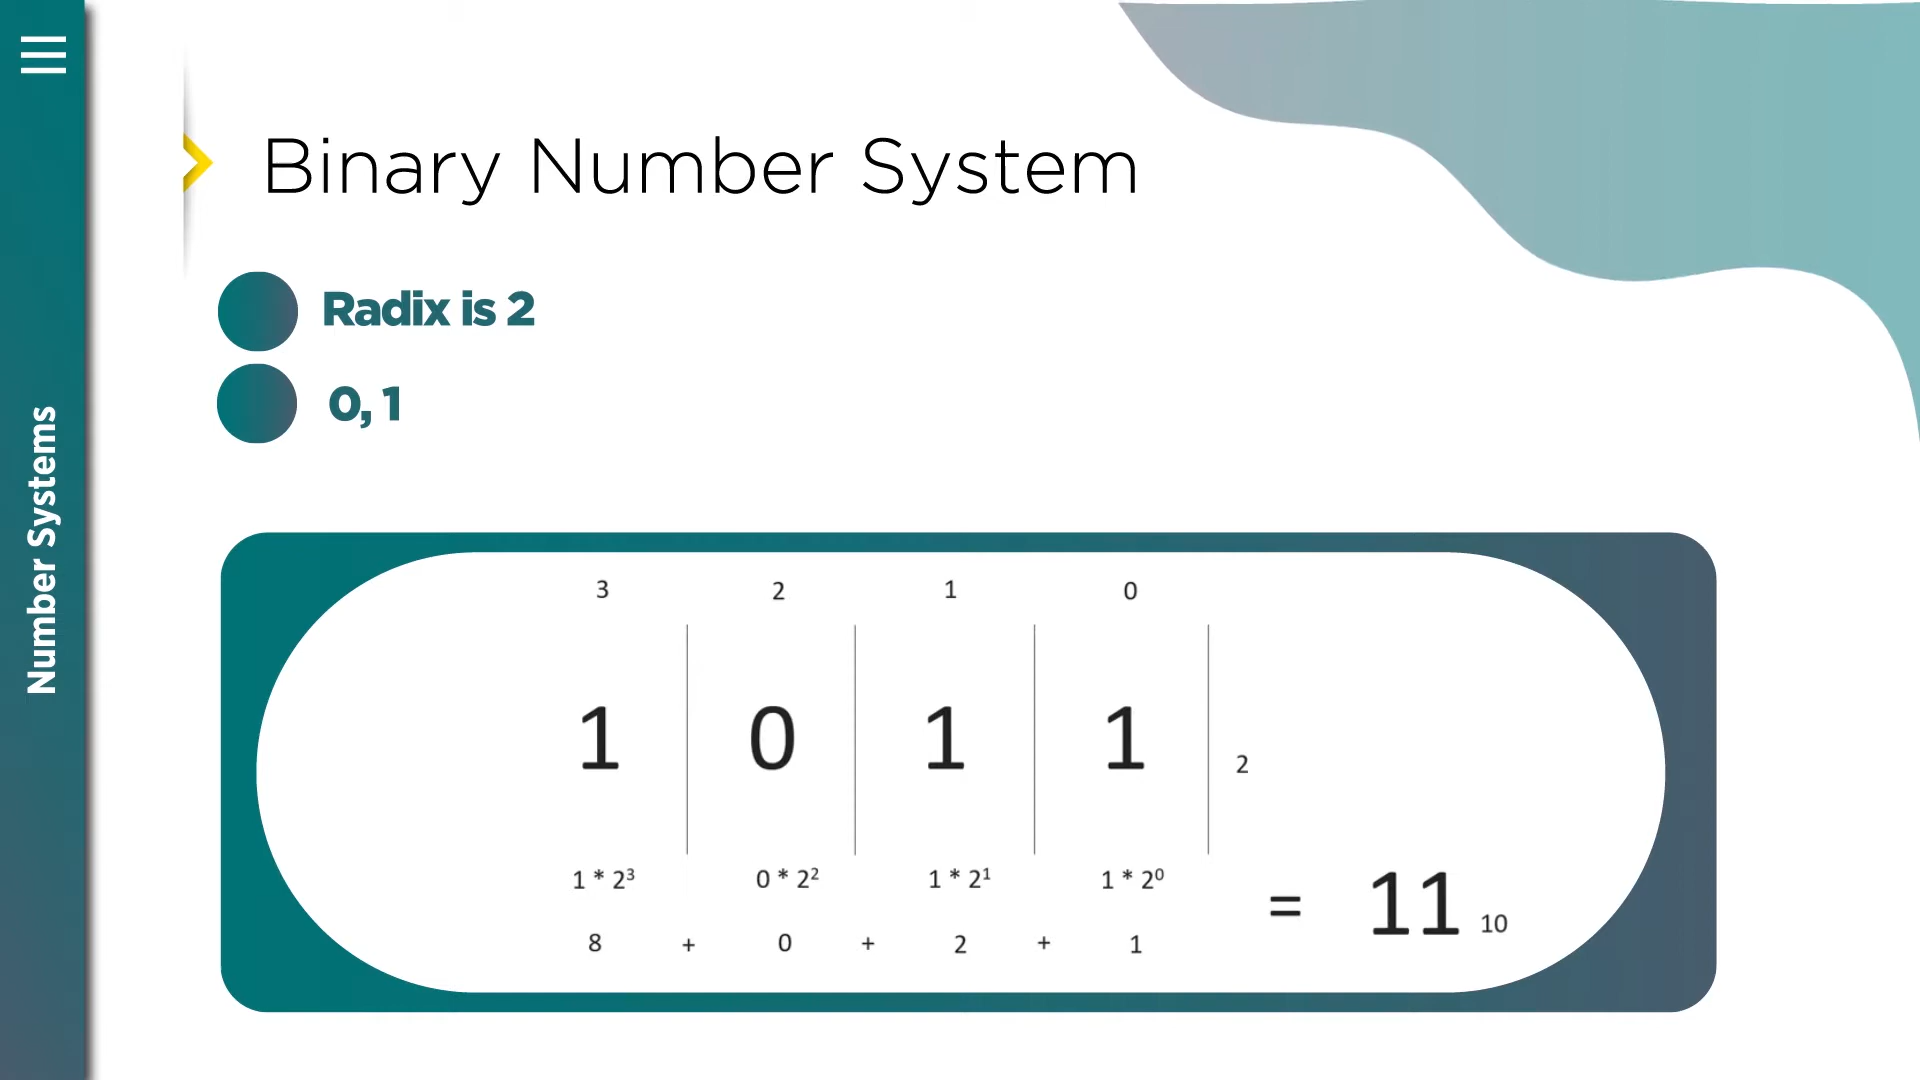 Number Systems
Binary Number System
Radix is 2
0, 1
3 2 1 0
1 0 1 1 2
1 * 2³ 0 * 2² 1 * 2¹ 1 * 2⁰
= 11 10
8 + 0 + 2 + 1